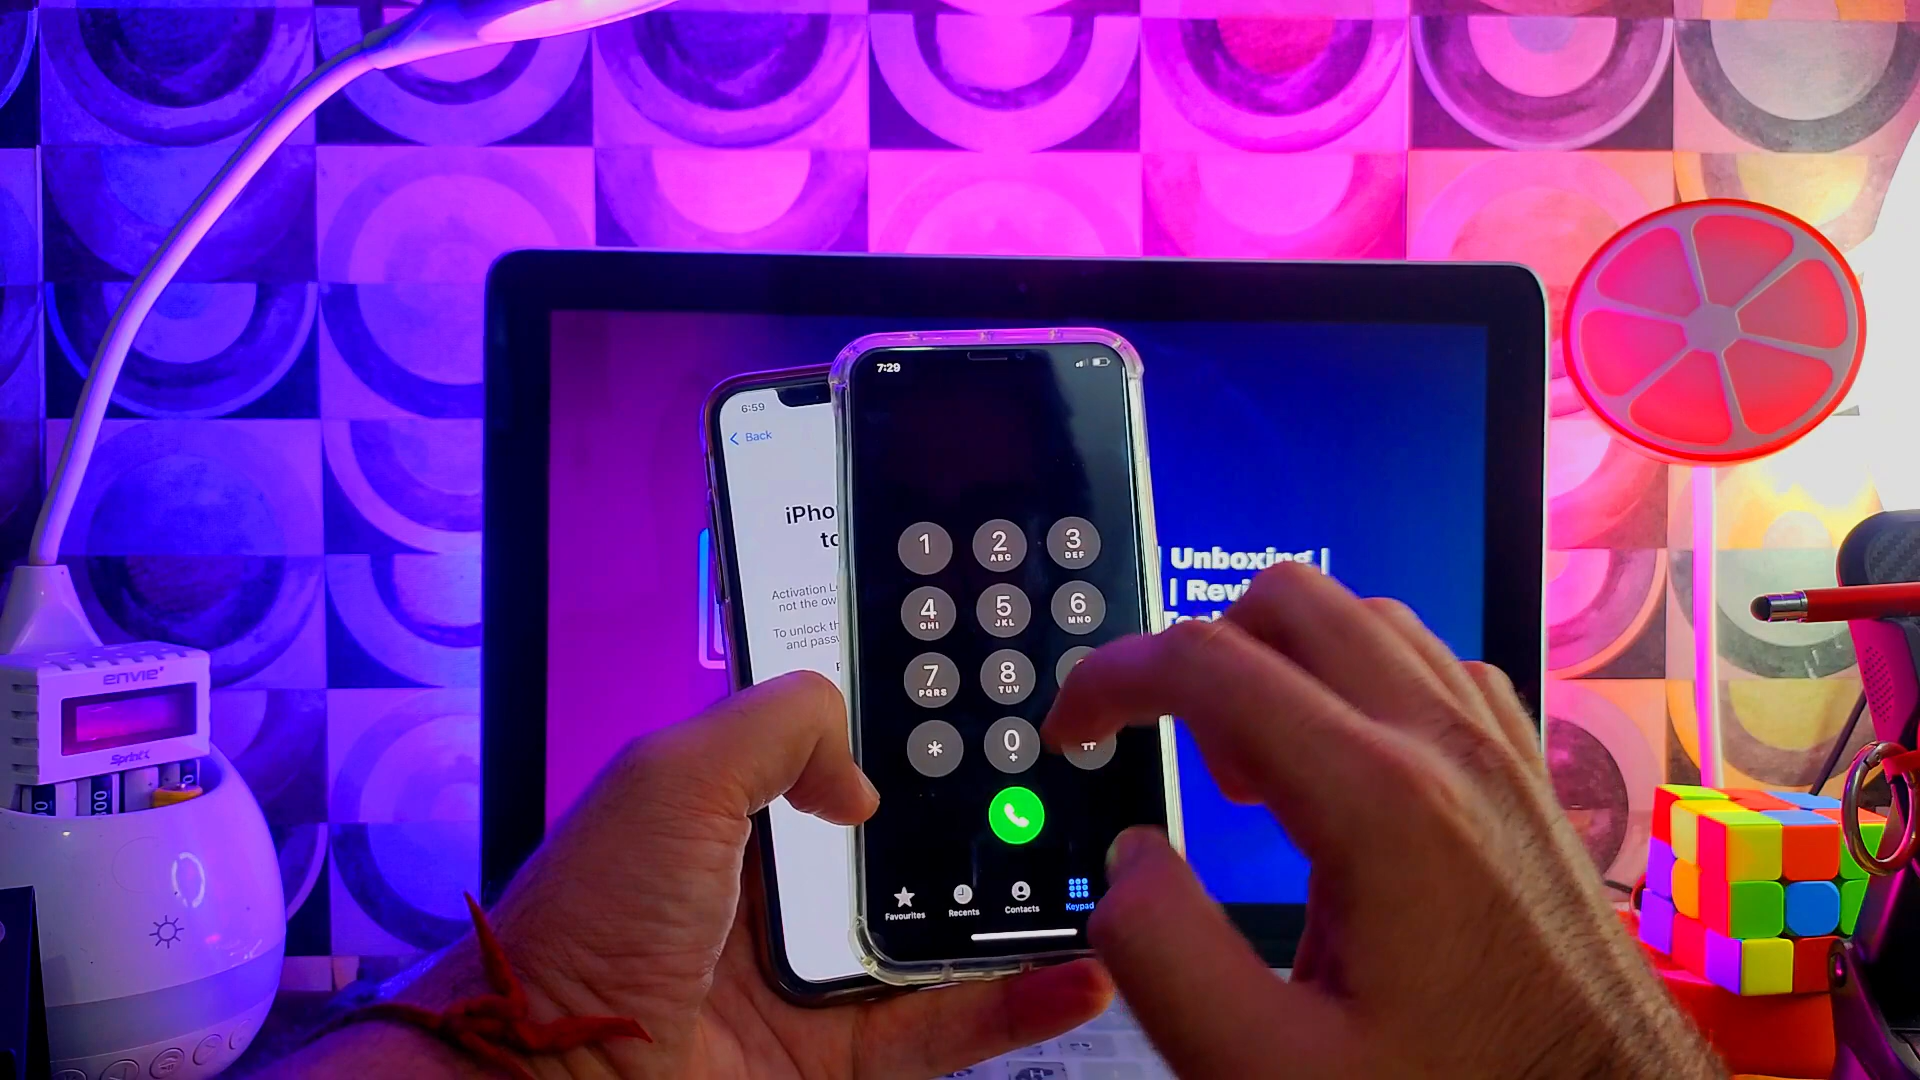 7:29
6:59
Back
iPho
to
Activation L
not the ow
To unlock th
and passw
1
2
ABC
3
DEF
4
GHI
5
JKL
6
MNO
7
PQRS
8
TUV
*
0
+
Favourites
Recents
Contacts
Keypad
| Unboxing |
| Revi
envie
Sprintx